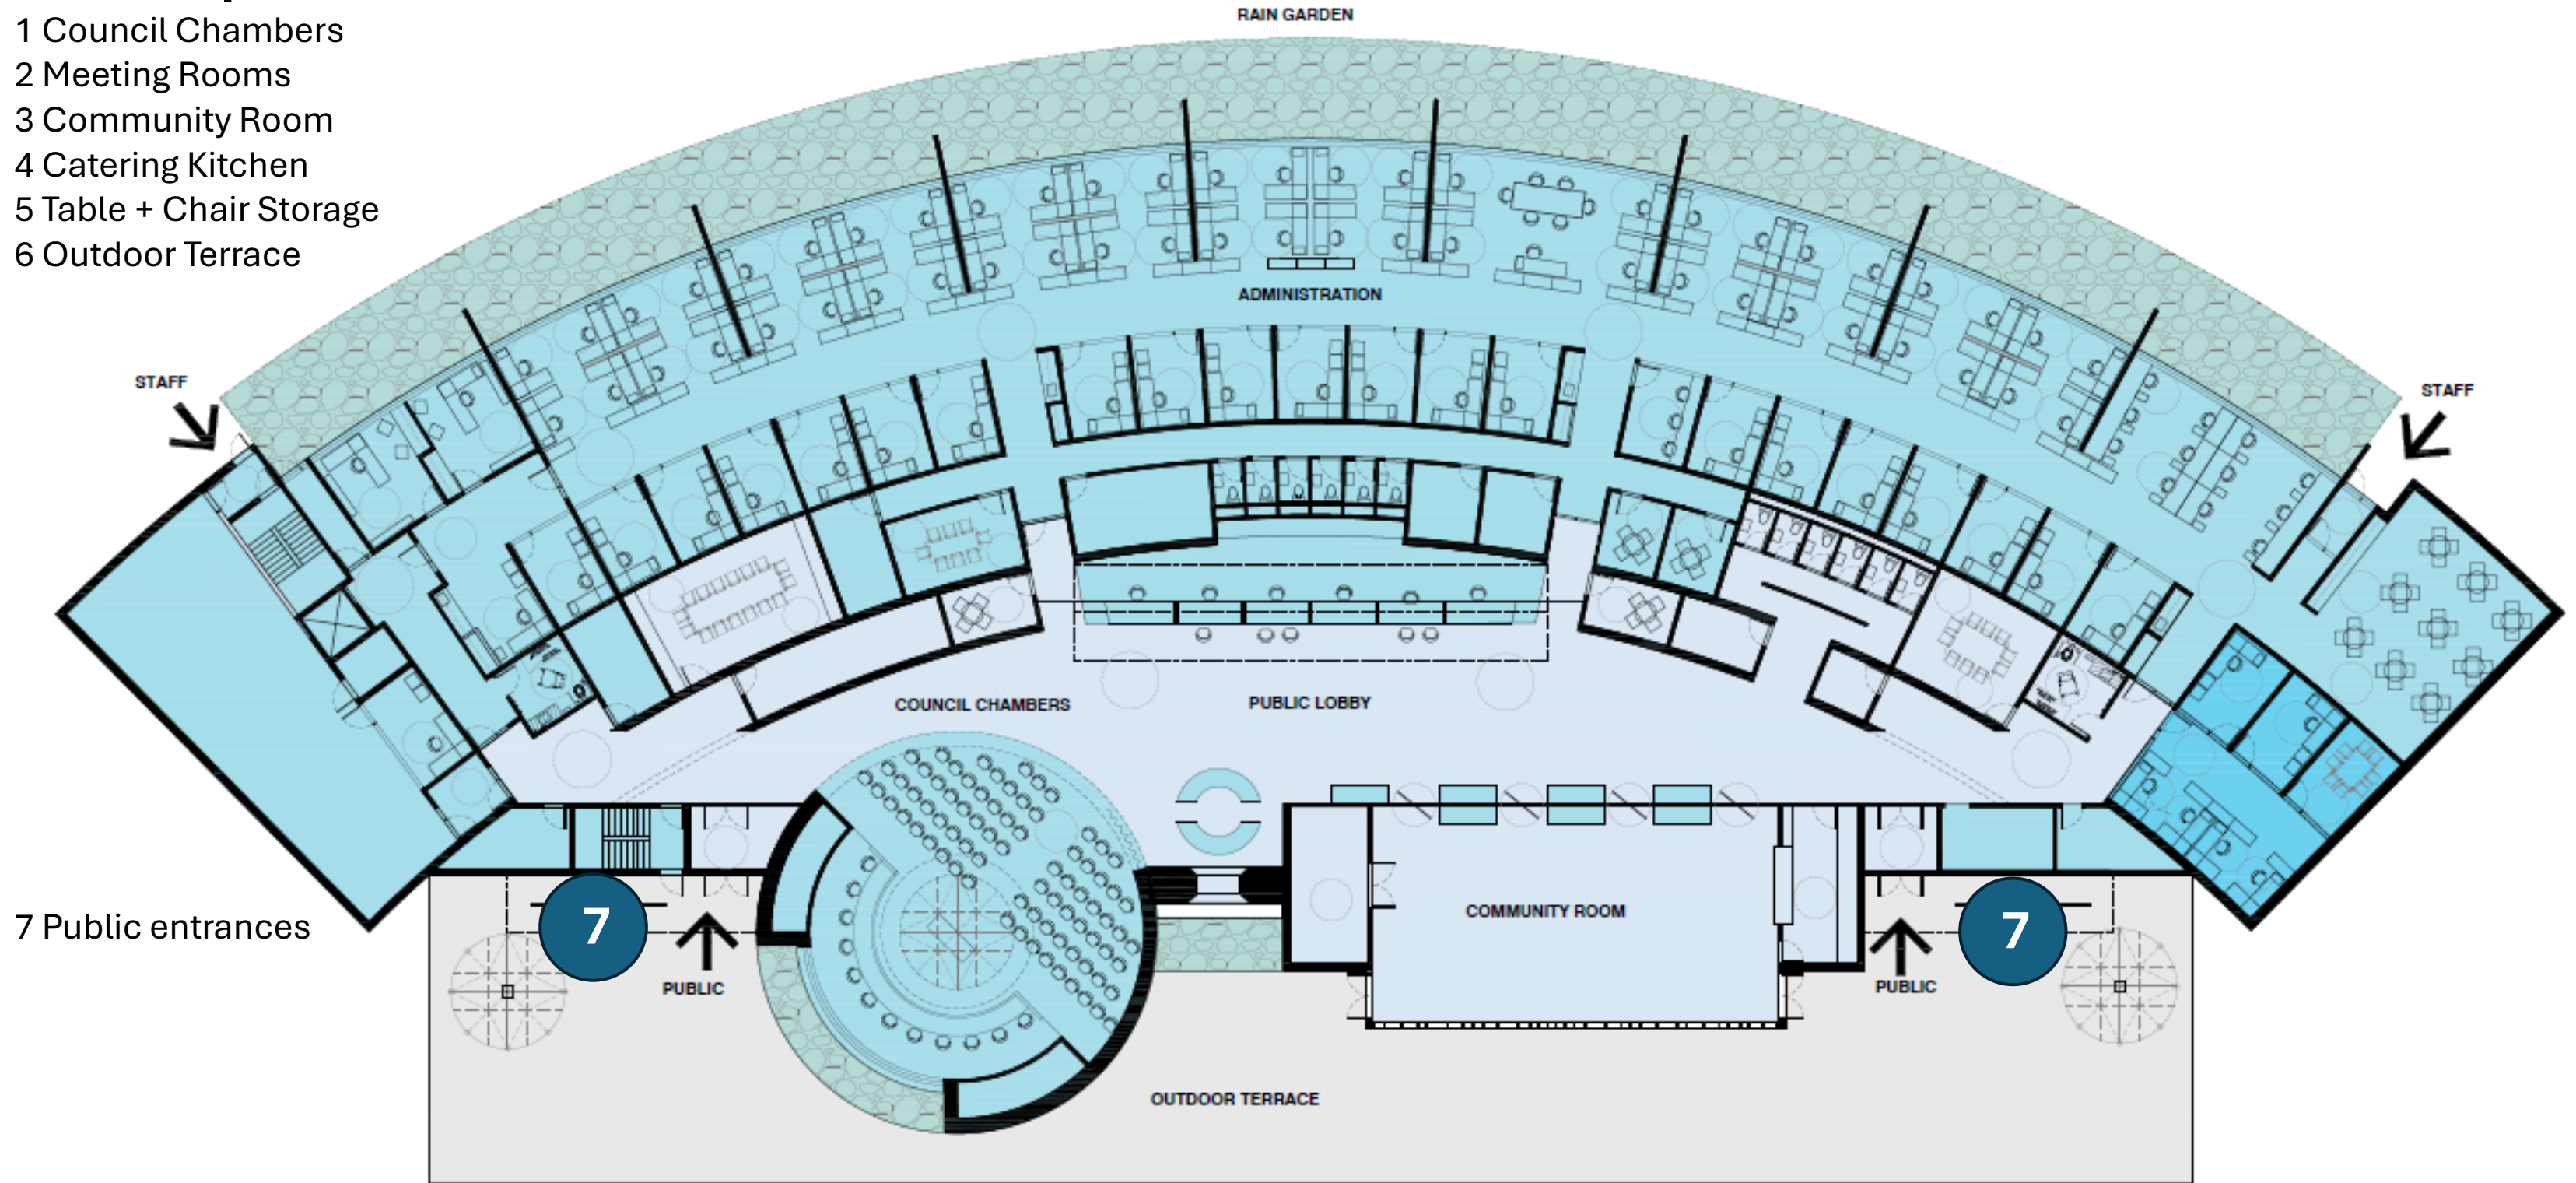 1 Council Chambers
2 Meeting Rooms
3 Community Room
4 Catering Kitchen
5 Table + Chair Storage
6 Outdoor Terrace
RAIN GARDEN
ADMINISTRATION
STAFF
STAFF
COUNCIL CHAMBERS
PUBLIC LOBBY
COMMUNITY ROOM
7 Public entrances
7
7
PUBLIC
PUBLIC
OUTDOOR TERRACE